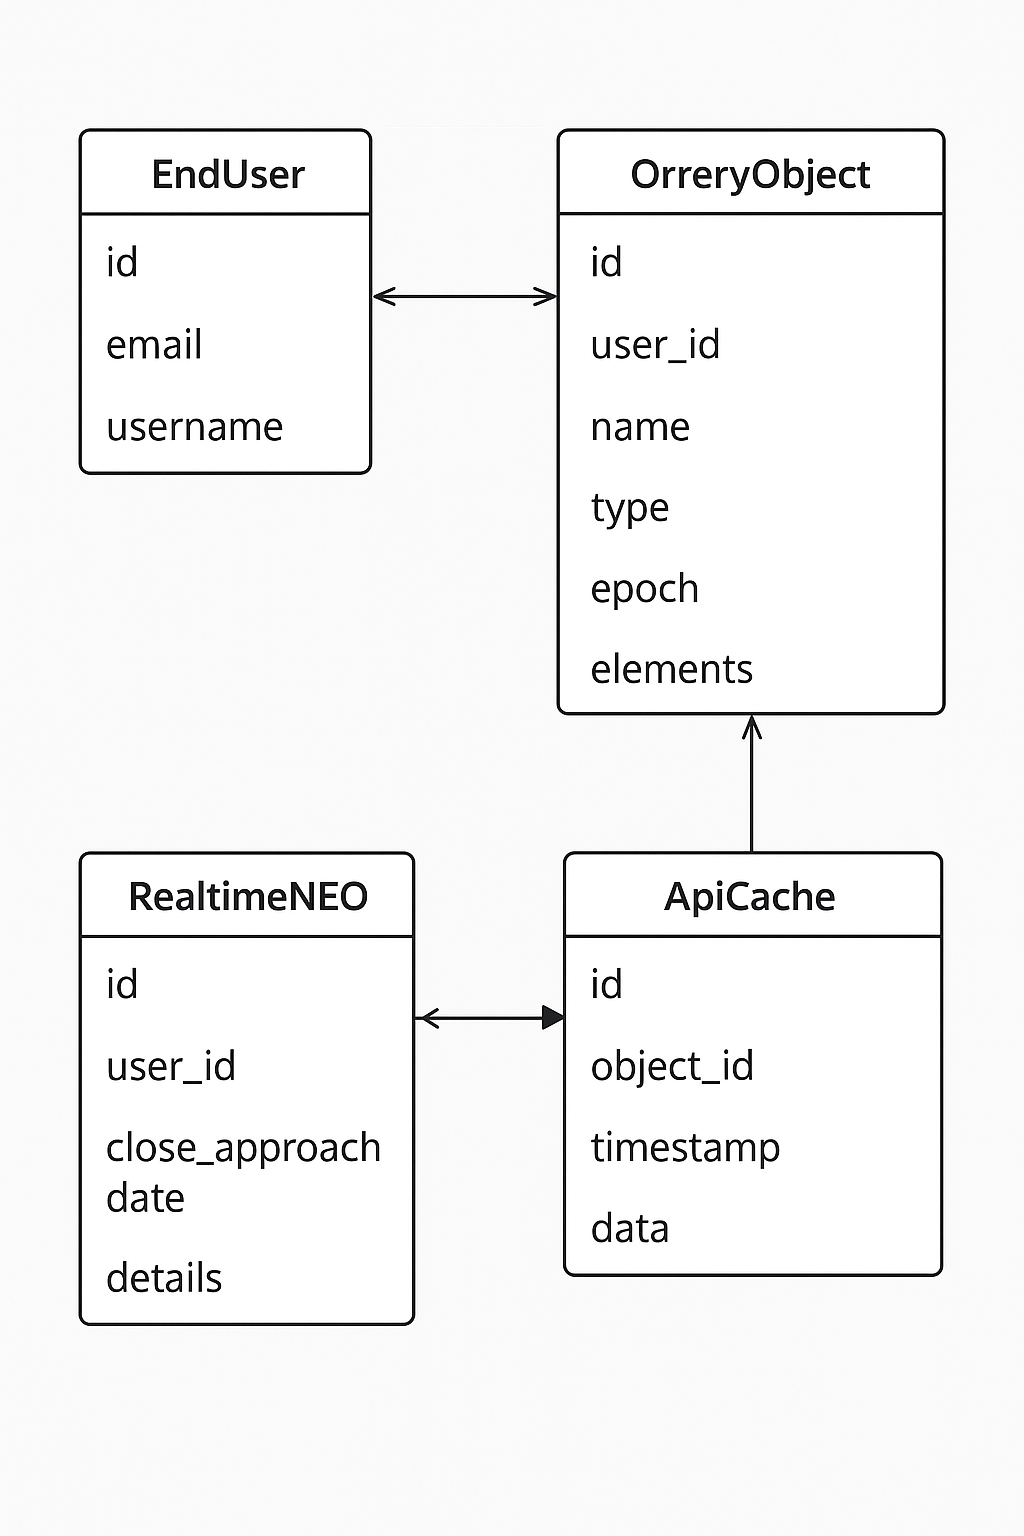 EndUser
id
email
username
OrreryObject
id
user_id
name
type
epoch
elements
RealtimeNEO
id
user_id
close_approach
date
details
ApiCache
id
object_id
timestamp
data